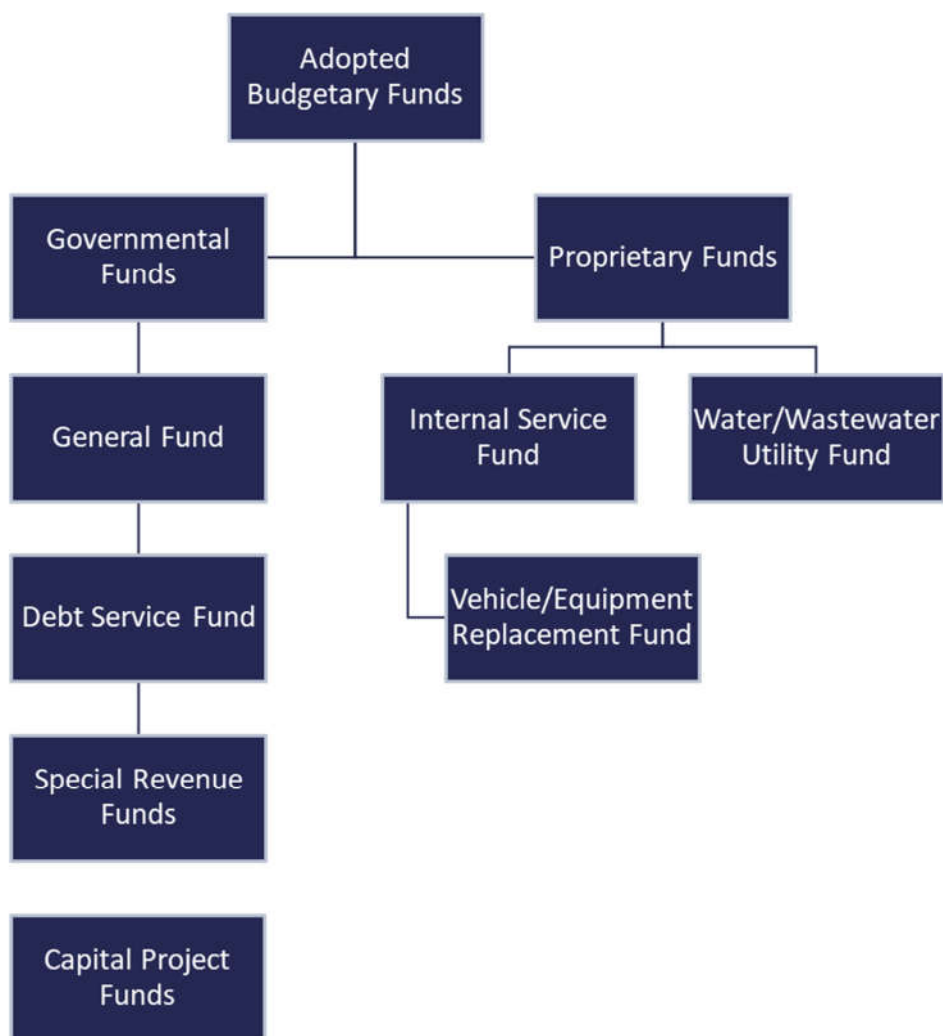 Adopted
Budgetary Funds
Governmental
Funds
Proprietary Funds
General Fund
Internal Service
Fund
Water/Wastewater
Utility Fund
Debt Service Fund
Vehicle/Equipment
Replacement Fund
Special Revenue
Funds
Capital Project
Funds